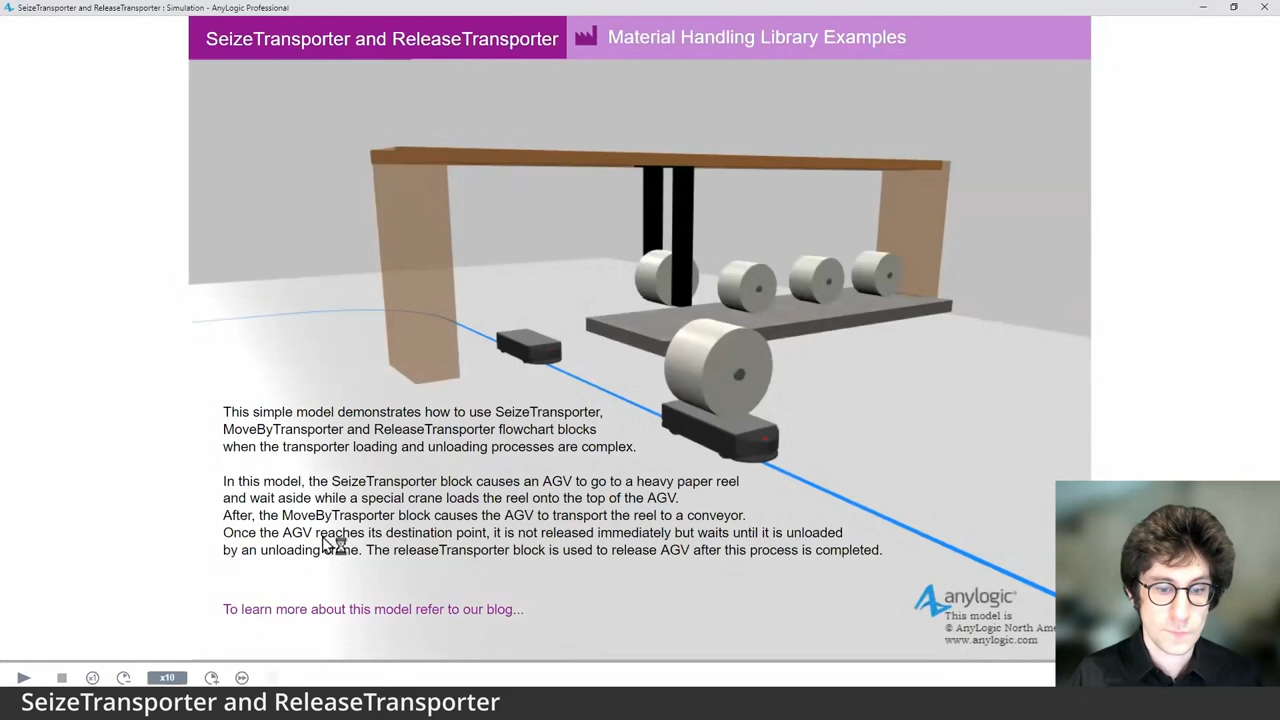 SeizeTransporter and ReleaseTransporter : Simulation - AnyLogic Professional
SeizeTransporter and ReleaseTransporter
Material Handling Library Examples
This simple model demonstrates how to use SeizeTransporter,
MoveByTransporter and ReleaseTransporter flowchart blocks
when the transporter loading and unloading processes are complex.
In this model, the SeizeTransporter block causes an AGV to go to a heavy paper reel
and wait aside while a special crane loads the reel onto the top of the AGV.
After, the MoveByTrasporter block causes the AGV to transport the reel to a conveyor.
Once the AGV reaches its destination point, it is not released immediately but waits until it is unloaded
by an unloading The releaseTransporter block is used to release AGV after this process is completed.
To learn more about this model refer to our blog...
anylogic
This model is
© AnyLogic North
www.anylogic.com
x10
SeizeTransporter and ReleaseTransporter